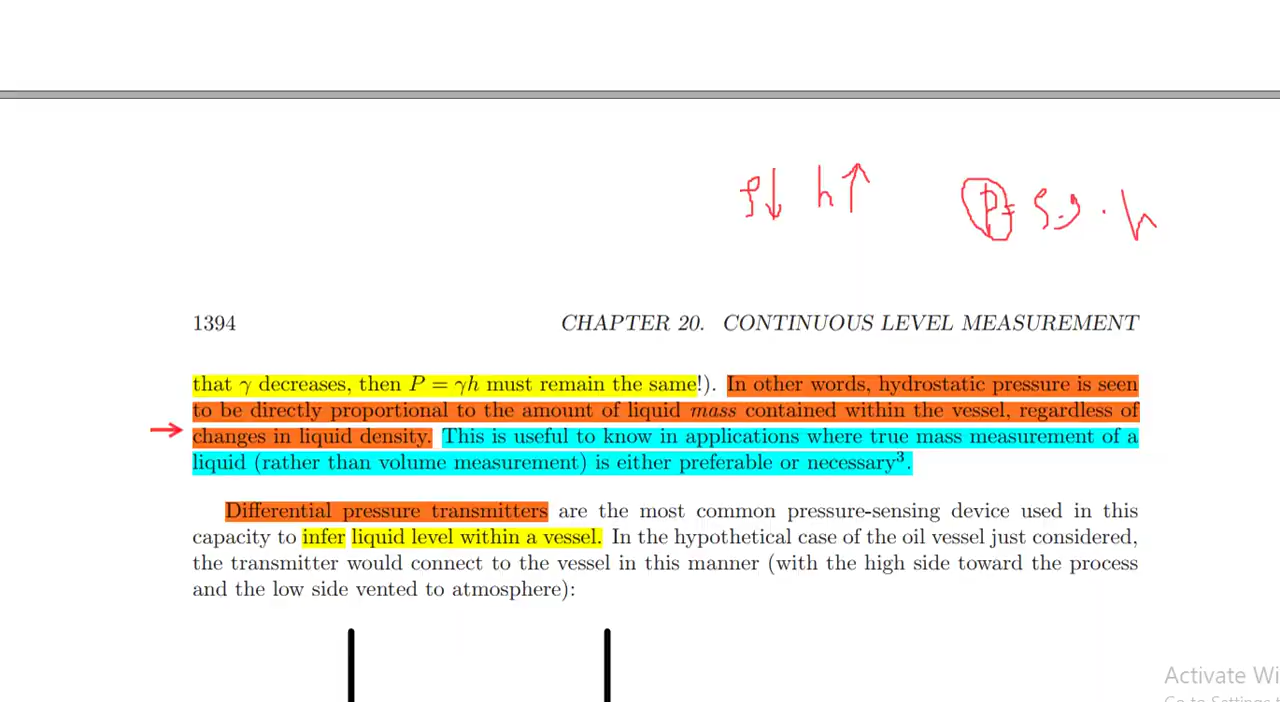 ρ↓ h↑ P= ρ.g.h
1394 CHAPTER 20. CONTINUOUS LEVEL MEASUREMENT
that γ decreases, then P = γh must remain the same!). In other words, hydrostatic pressure is seen
to be directly proportional to the amount of liquid mass contained within the vessel, regardless of
changes in liquid density. This is useful to know in applications where true mass measurement of a
liquid (rather than volume measurement) is either preferable or necessary³.
Differential pressure transmitters are the most common pressure-sensing device used in this
capacity to infer liquid level within a vessel. In the hypothetical case of the oil vessel just considered,
the transmitter would connect to the vessel in this manner (with the high side toward the process
and the low side vented to atmosphere):
Activate Wi